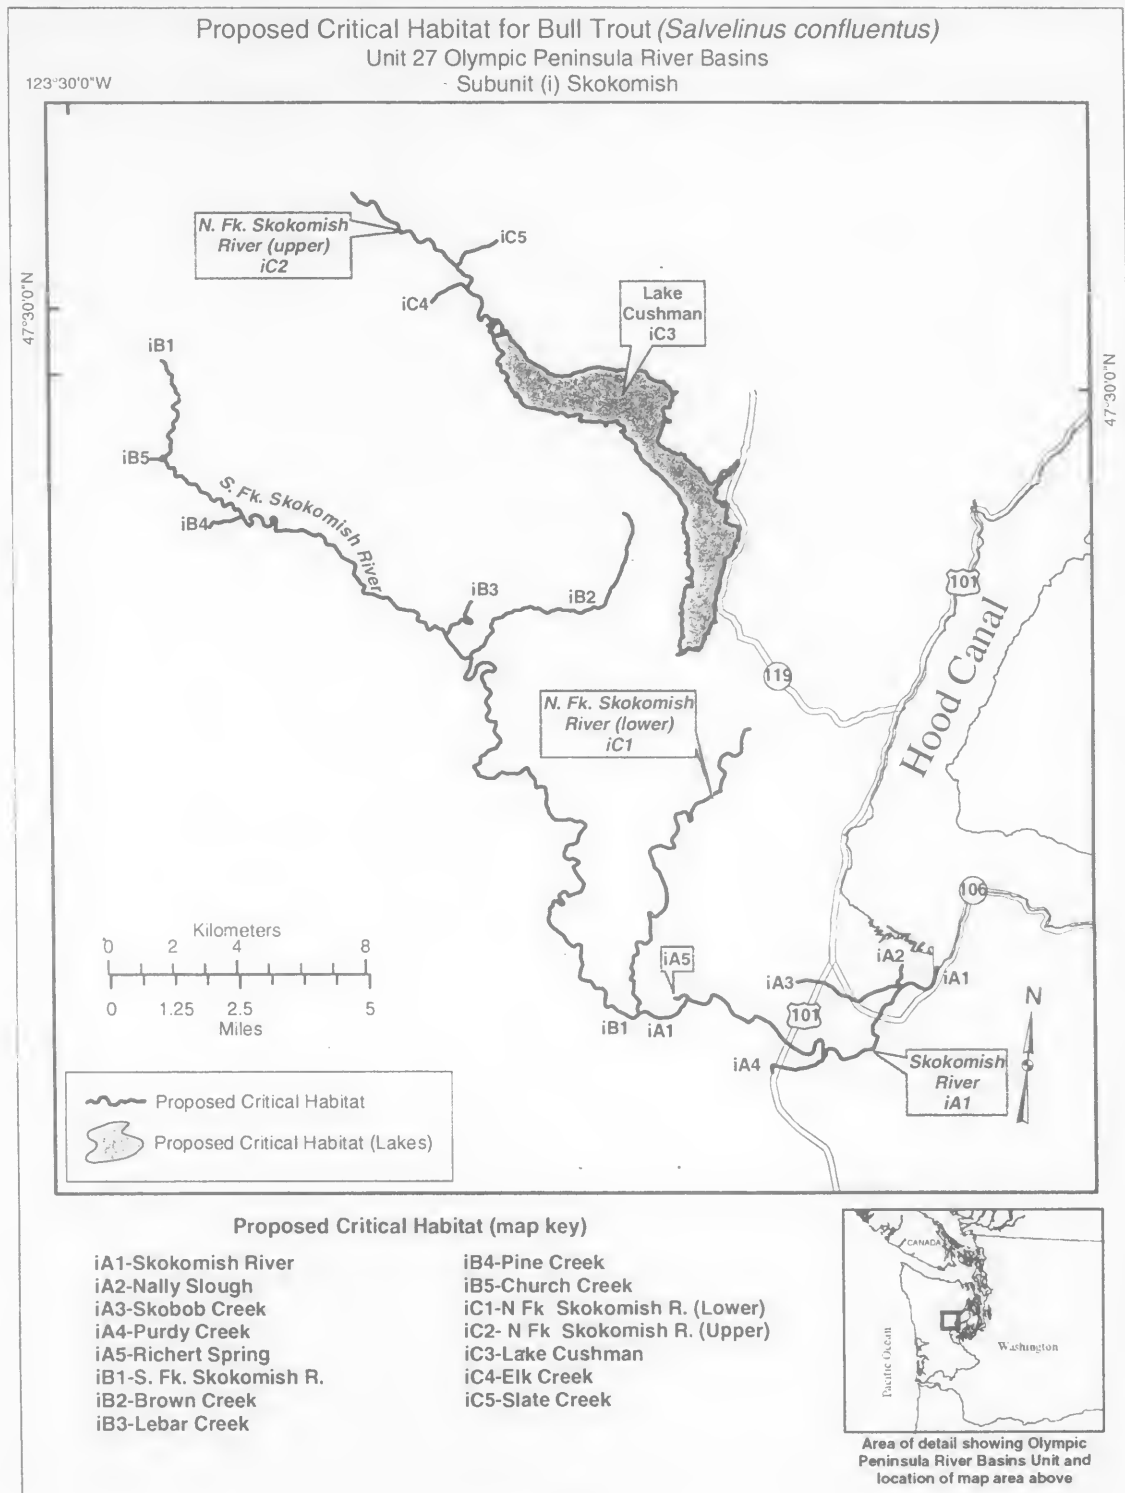 Proposed Critical Habitat for Bull Trout (Salvelinus confluentus)
Unit 27 Olympic Peninsula River Basins
Subunit (i) Skokomish
123°30'0"W
47°30'0"N
47°30'0"N
N. Fk. Skokomish
River (upper)
iC2
iC5
iC4
Lake
Cushman
iC3
iB1
iB5
S. Fk. Skokomish River
iB4
iB3
iB2
101
Hood Canal
119
N. Fk. Skokomish
River (lower)
iC1
106
Kilometers
0 2 4 8
0 1.25 2.5 5
Miles
iA5
iA2
iA3
iA1
101
iB1
iA1
iA4
N
Skokomish
River
iA1
Proposed Critical Habitat
Proposed Critical Habitat (Lakes)
Proposed Critical Habitat (map key)
iA1-Skokomish River
iA2-Nally Slough
iA3-Skobob Creek
iA4-Purdy Creek
iA5-Richert Spring
iB1-S. Fk. Skokomish R.
iB2-Brown Creek
iB3-Lebar Creek
iB4-Pine Creek
iB5-Church Creek
iC1-N Fk Skokomish R. (Lower)
iC2- N Fk Skokomish R. (Upper)
iC3-Lake Cushman
iC4-Elk Creek
iC5-Slate Creek
CANADA
Pacific Ocean
Washington
Area of detail showing Olympic
Peninsula River Basins Unit and
location of map area above